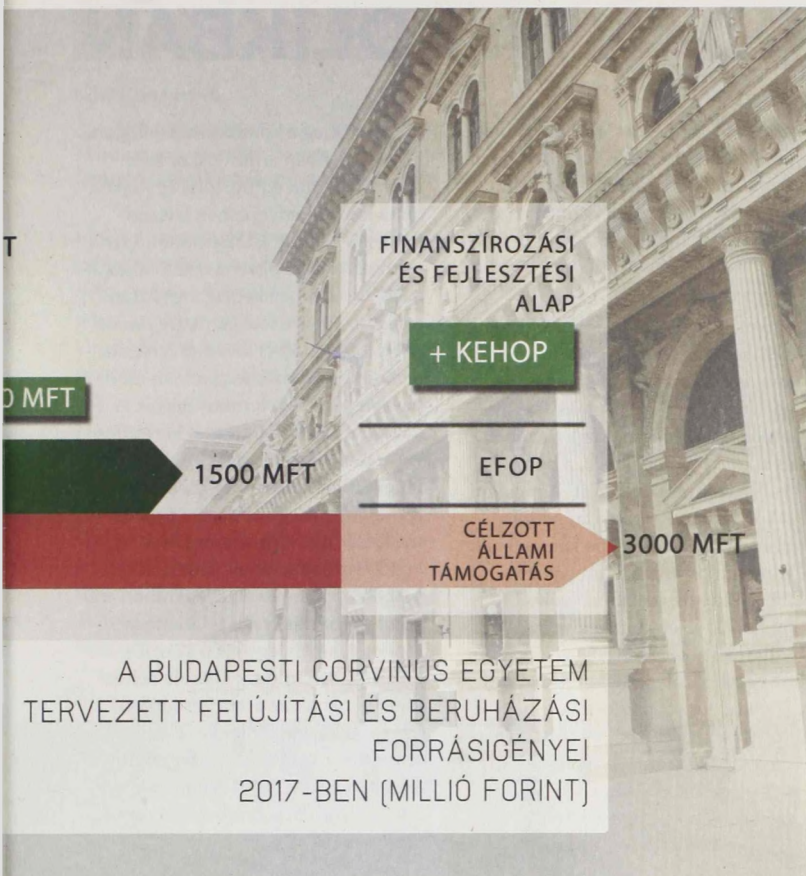 T
FINANSZÍROZÁSI
ÉS FEJLESZTÉSI
ALAP
+ KEHOP
0 MFT
1500 MFT
EFOP
CÉLZOTT
ÁLLAMI
TÁMOGATÁS
3000 MFT
A BUDAPESTI CORVINUS EGYETEM
TERVEZETT FELÚJÍTÁSI ÉS BERUHÁZÁSI
FORRÁSIGÉNYEI
2017-BEN (MILLIÓ FORINT)